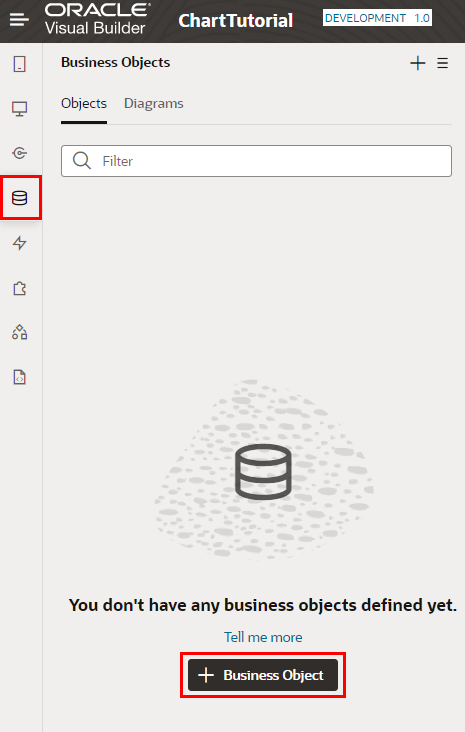 ORACLE
Visual Builder
ChartTutorial
DEVELOPMENT 1.0
Business Objects
Objects Diagrams
Filter
You don't have any business objects defined yet.
Tell me more
Business Object